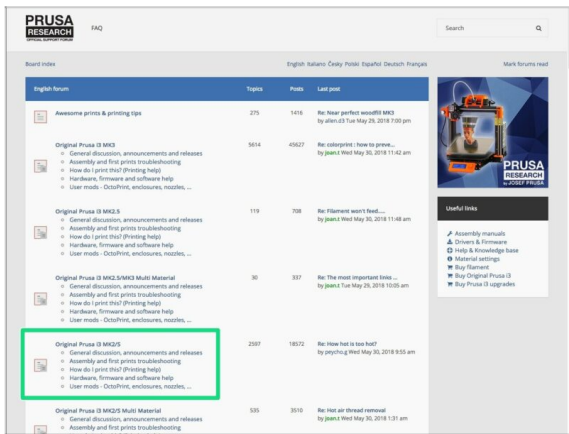 PRUSA
RESEARCH
OFFICIAL SUPPORT FORUM
FAQ
Search
Board index
English Italiano Česky Polski Español Deutsch Français
Mark forums read
English forum Topics Posts Last post
Awesome prints & printing tips 275 1416 Re: Near perfect woodfill MK3
by allen.d3 Tue May 29, 2018 7:00 pm
Original Prusa i3 MK3 5614 45627 Re: colorprint : how to preve...
General discussion, announcements and releases by joan.t Wed May 30, 2018 11:42 am
Assembly and first prints troubleshooting
How do I print this? (Printing help)
Hardware, firmware and software help
User mods - OctoPrint, enclosures, nozzles, ...
Original Prusa i3 MK2.5 119 708 Re: Filament won't feed.....
General discussion, announcements and releases by joan.t Wed May 30, 2018 11:48 am
Assembly and first prints troubleshooting
How do I print this? (Printing help)
Hardware, firmware and software help
User mods - OctoPrint, enclosures, nozzles, ...
Original Prusa i3 MK2.5/MK3 Multi Material 30 337 Re: The most important links ...
General discussion, announcements and releases by joan.t Tue May 29, 2018 10:05 am
Assembly and first prints troubleshooting
How do I print this? (Printing help)
Hardware, firmware and software help
User mods - OctoPrint, enclosures, nozzles, ...
Original Prusa i3 MK2/S 2597 18572 Re: How hot is too hot?
General discussion, announcements and releases by peycho.g Wed May 30, 2018 9:55 am
Assembly and first prints troubleshooting
How do I print this? (Printing help)
Hardware, firmware and software help
User mods - OctoPrint, enclosures, nozzles, ...
Original Prusa i3 MK2/S Multi Material 535 3510 Re: Hot air thread removal
General discussion, announcements and releases by joan.t Wed May 30, 2018 1:31 am
Assembly and first prints troubleshooting
PRUSA
RESEARCH
by JOSEF PRUSA
Useful links
Assembly manuals
Drivers & Firmware
Help & Knowledge base
Material settings
Buy filament
Buy Original Prusa i3
Buy Prusa i3 upgrades